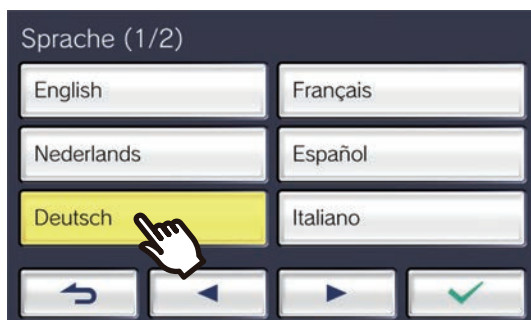 Sprache (1/2)
English
Français
Nederlands
Español
Deutsch
Italiano